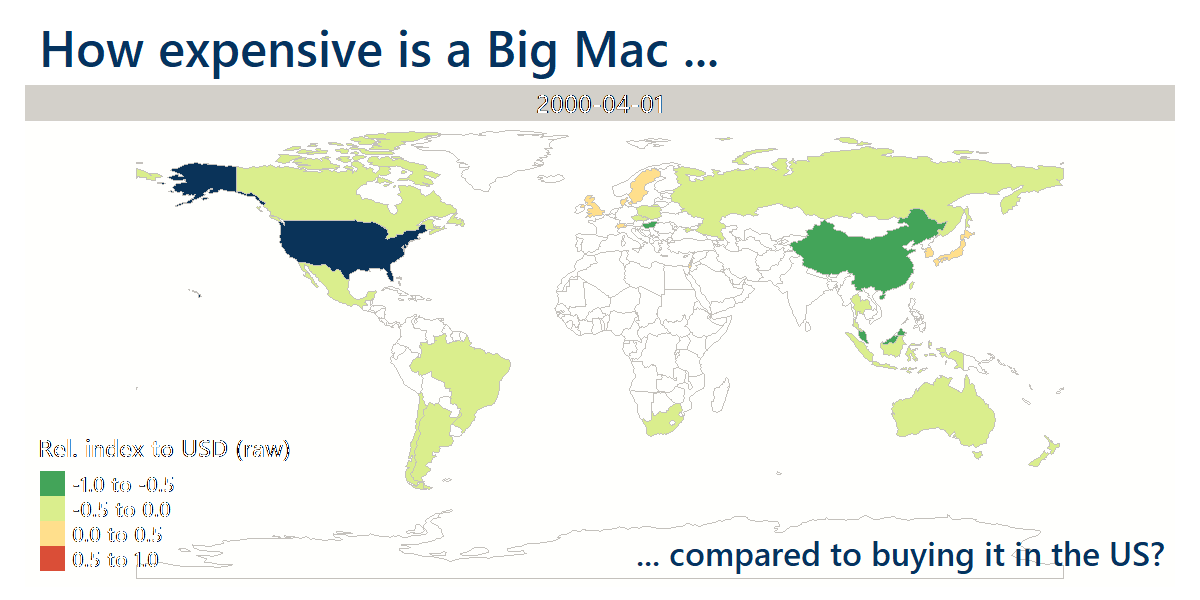 How expensive is a Big Mac ...
2000-04-01
Rel. index to USD (raw)
-1.0 to -0.5
-0.5 to 0.0
0.0 to 0.5
0.5 to 1.0
... compared to buying it in the US?